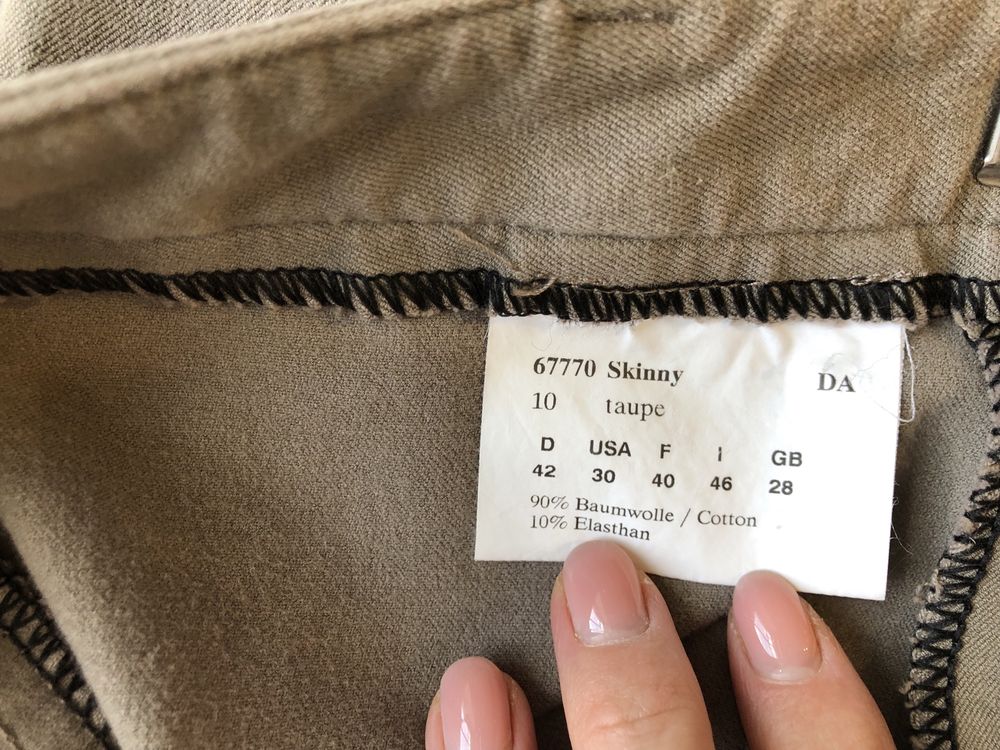 67770 Skinny DA
10 taupe
D USA F I GB
42 30 40 46 28
90% Baumwolle / Cotton
10% Elasthan